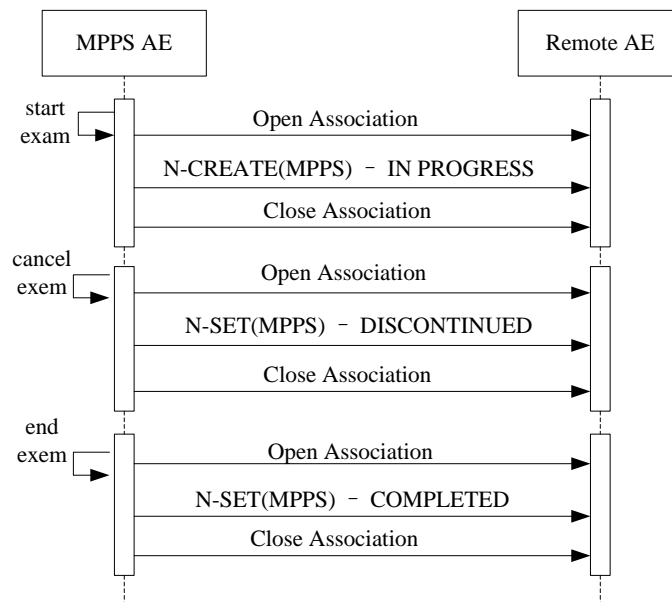 MPPS AE
Remote AE
start
exam
Open Association
N-CREATE(MPPS) － IN PROGRESS
Close Association
cancel
exem
Open Association
N-SET(MPPS) － DISCONTINUED
Close Association
end
exem
Open Association
N-SET(MPPS) － COMPLETED
Close Association